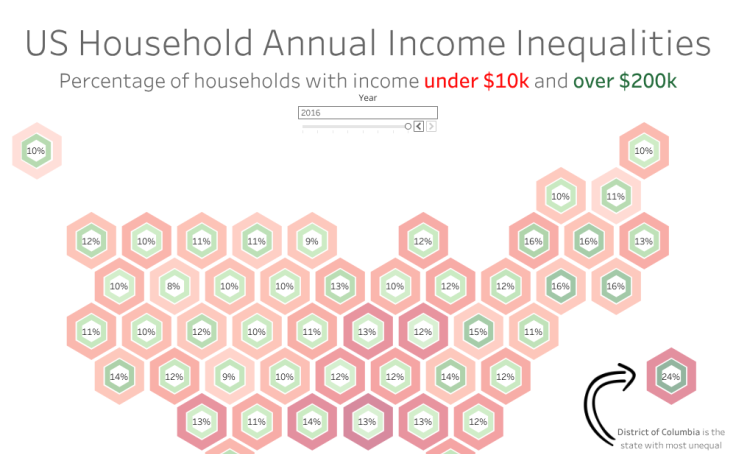 US Household Annual Income Inequalities
Percentage of households with income under $10k and over $200k
Year
2016
10% 10%
10% 11%
12% 10% 11% 11% 9% 12% 16% 16% 13%
10% 8% 10% 10% 13% 10% 12% 12% 16% 16%
11% 10% 12% 10% 11% 13% 12% 15% 11%
14% 12% 9% 10% 12% 12% 14% 12% 24%
13% 11% 14% 13% 13% 12%
District of Columbia is the
state with most unequal